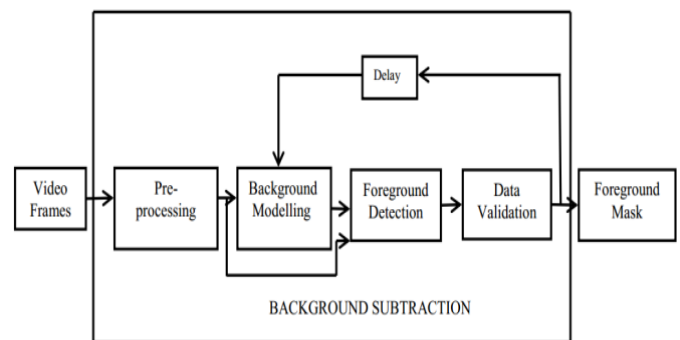 Delay
Video
Frames
Pre-
processing
Background
Modelling
Foreground
Detection
Data
Validation
Foreground
Mask
BACKGROUND SUBTRACTION